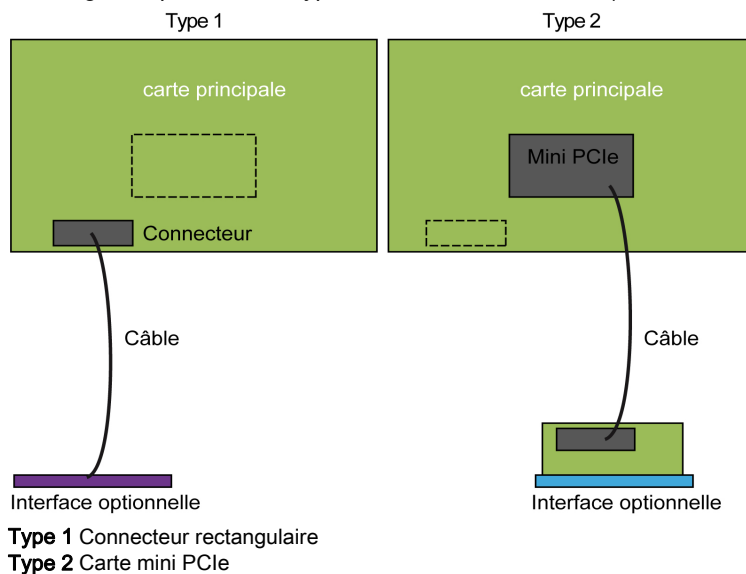 Type 1
Type 2
carte principale
carte principale
Mini PCIe
Connecteur
Câble
Câble
Interface optionnelle
Interface optionnelle
Type 1 Connecteur rectangulaire
Type 2 Carte mini PCIe